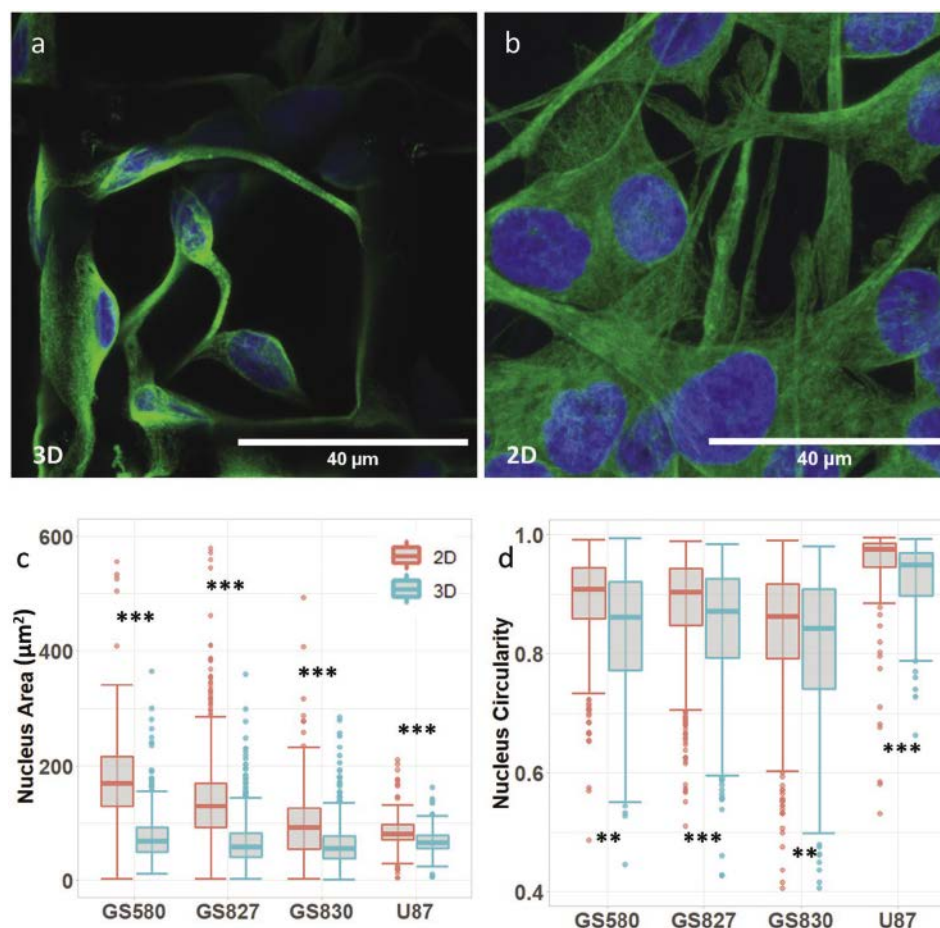 a
b
3D
40 µm
2D
40 µm
c
Nucleus Area (µm²)
600
400
200
0
2D
3D
***
***
***
***
GS580 GS827 GS830 U87
d
Nucleus Circularity
1.0
0.8
0.6
0.4
**
***
**
***
GS580 GS827 GS830 U87